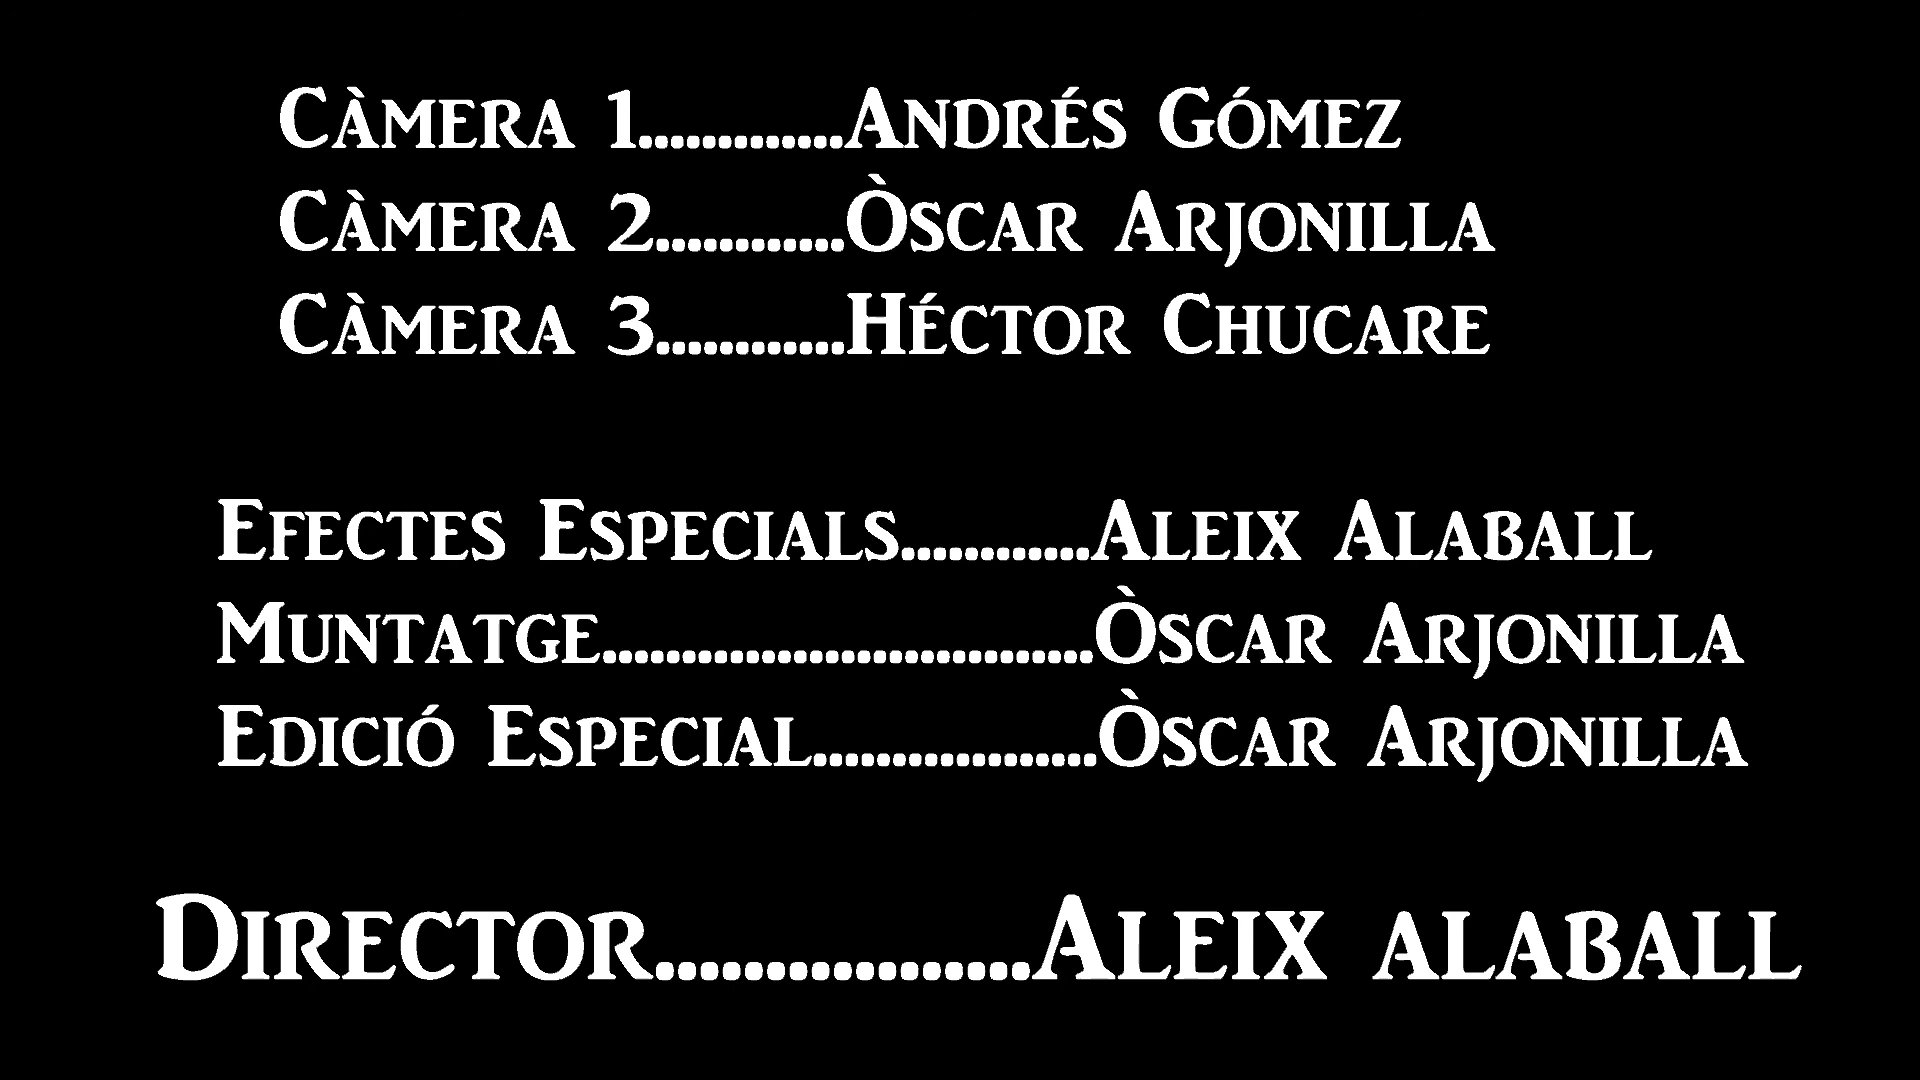 Càmera 1.............Andrés Gómez
Càmera 2............Òscar Arjonilla
Càmera 3............Héctor Chucare
Efectes Especials............Aleix Alaball
Muntatge...............................Òscar Arjonilla
Edició Especial..................Òscar Arjonilla
Director.................Aleix alaball